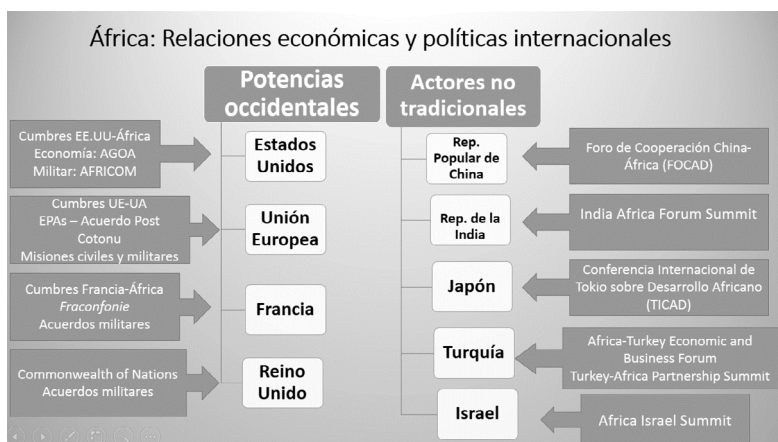 África: Relaciones económicas y políticas internacionales
Potencias
occidentales
Actores no
tradicionales
Cumbres EE.UU-África
Economía: AGOA
Militar: AFRICOM
Estados
Unidos
Cumbres UE-UA
EPAs – Acuerdo Post
Cotonu
Misiones civiles y militares
Unión
Europea
Cumbres Francia-África
Fraconfonie
Acuerdos militares
Francia
Commonwealth of Nations
Acuerdos militares
Reino
Unido
Rep.
Popular de
China
Foro de Cooperación China-
África (FOCAD)
Rep. de la
India
India Africa Forum Summit
Japón
Conferencia Internacional de
Tokio sobre Desarrollo Africano
(TICAD)
Turquía
Africa-Turkey Economic and
Business Forum
Turkey-Africa Partnership Summit
Israel
Africa Israel Summit